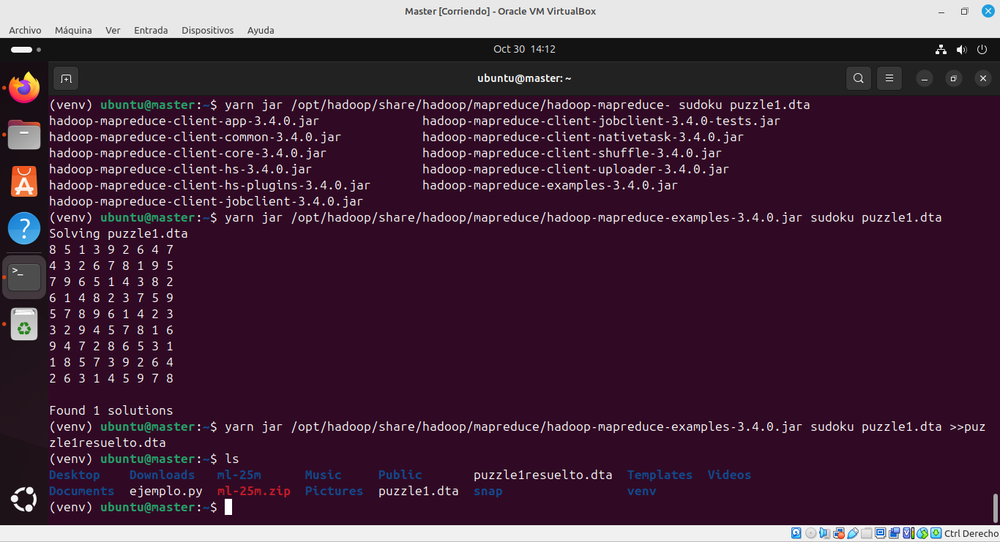 Master [Corriendo] - Oracle VM VirtualBox
Archivo Máquina Ver Entrada Dispositivos Ayuda
Oct 30 14:12
ubuntu@master: ~
(venv) ubuntu@master:~$ yarn jar /opt/hadoop/share/hadoop/mapreduce/hadoop-mapreduce- sudoku puzzle1.dta
hadoop-mapreduce-client-app-3.4.0.jar hadoop-mapreduce-client-jobclient-3.4.0-tests.jar
hadoop-mapreduce-client-common-3.4.0.jar hadoop-mapreduce-client-nativetask-3.4.0.jar
hadoop-mapreduce-client-core-3.4.0.jar hadoop-mapreduce-client-shuffle-3.4.0.jar
hadoop-mapreduce-client-hs-3.4.0.jar hadoop-mapreduce-client-uploader-3.4.0.jar
hadoop-mapreduce-client-hs-plugins-3.4.0.jar hadoop-mapreduce-examples-3.4.0.jar
hadoop-mapreduce-client-jobclient-3.4.0.jar
(venv) ubuntu@master:~$ yarn jar /opt/hadoop/share/hadoop/mapreduce/hadoop-mapreduce-examples-3.4.0.jar sudoku puzzle1.dta
Solving puzzle1.dta
8 5 1 3 9 2 6 4 7
4 3 2 6 7 8 1 9 5
7 9 6 5 1 4 3 8 2
6 1 4 8 2 3 7 5 9
5 7 8 9 6 1 4 2 3
3 2 9 4 5 7 8 1 6
9 4 7 2 8 6 5 3 1
1 8 5 7 3 9 2 6 4
2 6 3 1 4 5 9 7 8
Found 1 solutions
(venv) ubuntu@master:~$ yarn jar /opt/hadoop/share/hadoop/mapreduce/hadoop-mapreduce-examples-3.4.0.jar sudoku puzzle1.dta >>puz
zle1resuelto.dta
(venv) ubuntu@master:~$ ls
Desktop Downloads ml-25m Music Public puzzle1resuelto.dta Templates Videos
Documents ejemplo.py ml-25m.zip Pictures puzzle1.dta snap venv
(venv) ubuntu@master:~$
Ctrl Derecho